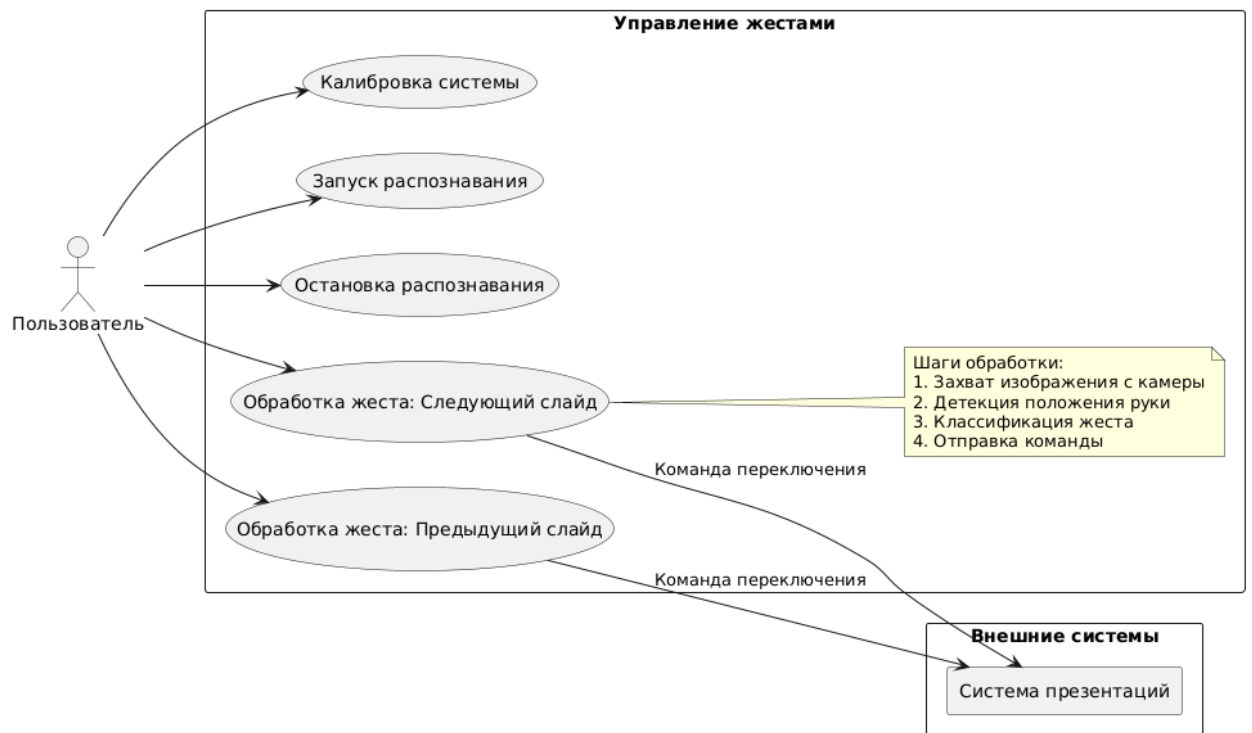 Управление жестами
Калибровка системы
Запуск распознавания
Остановка распознавания
Пользователь
Обработка жеста: Следующий слайд
Шаги обработки:
1. Захват изображения с камеры
2. Детекция положения руки
3. Классификация жеста
4. Отправка команды
Команда переключения
Обработка жеста: Предыдущий слайд
Команда переключения
Внешние системы
Система презентаций